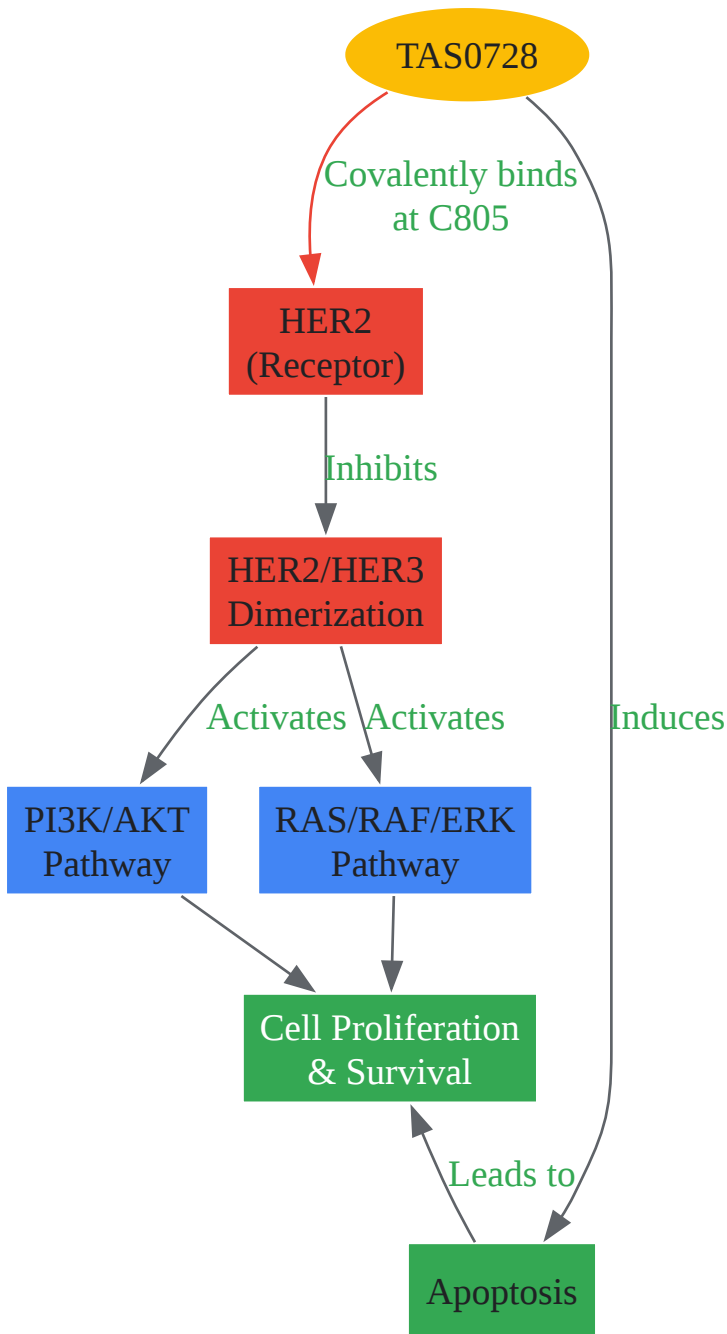 TAS0728
Covalently binds
at C805
HER2
(Receptor)
Inhibits
HER2/HER3
Dimerization
Activates
Activates
Induces
PI3K/AKT
Pathway
RAS/RAF/ERK
Pathway
Cell Proliferation
& Survival
Leads to
Apoptosis